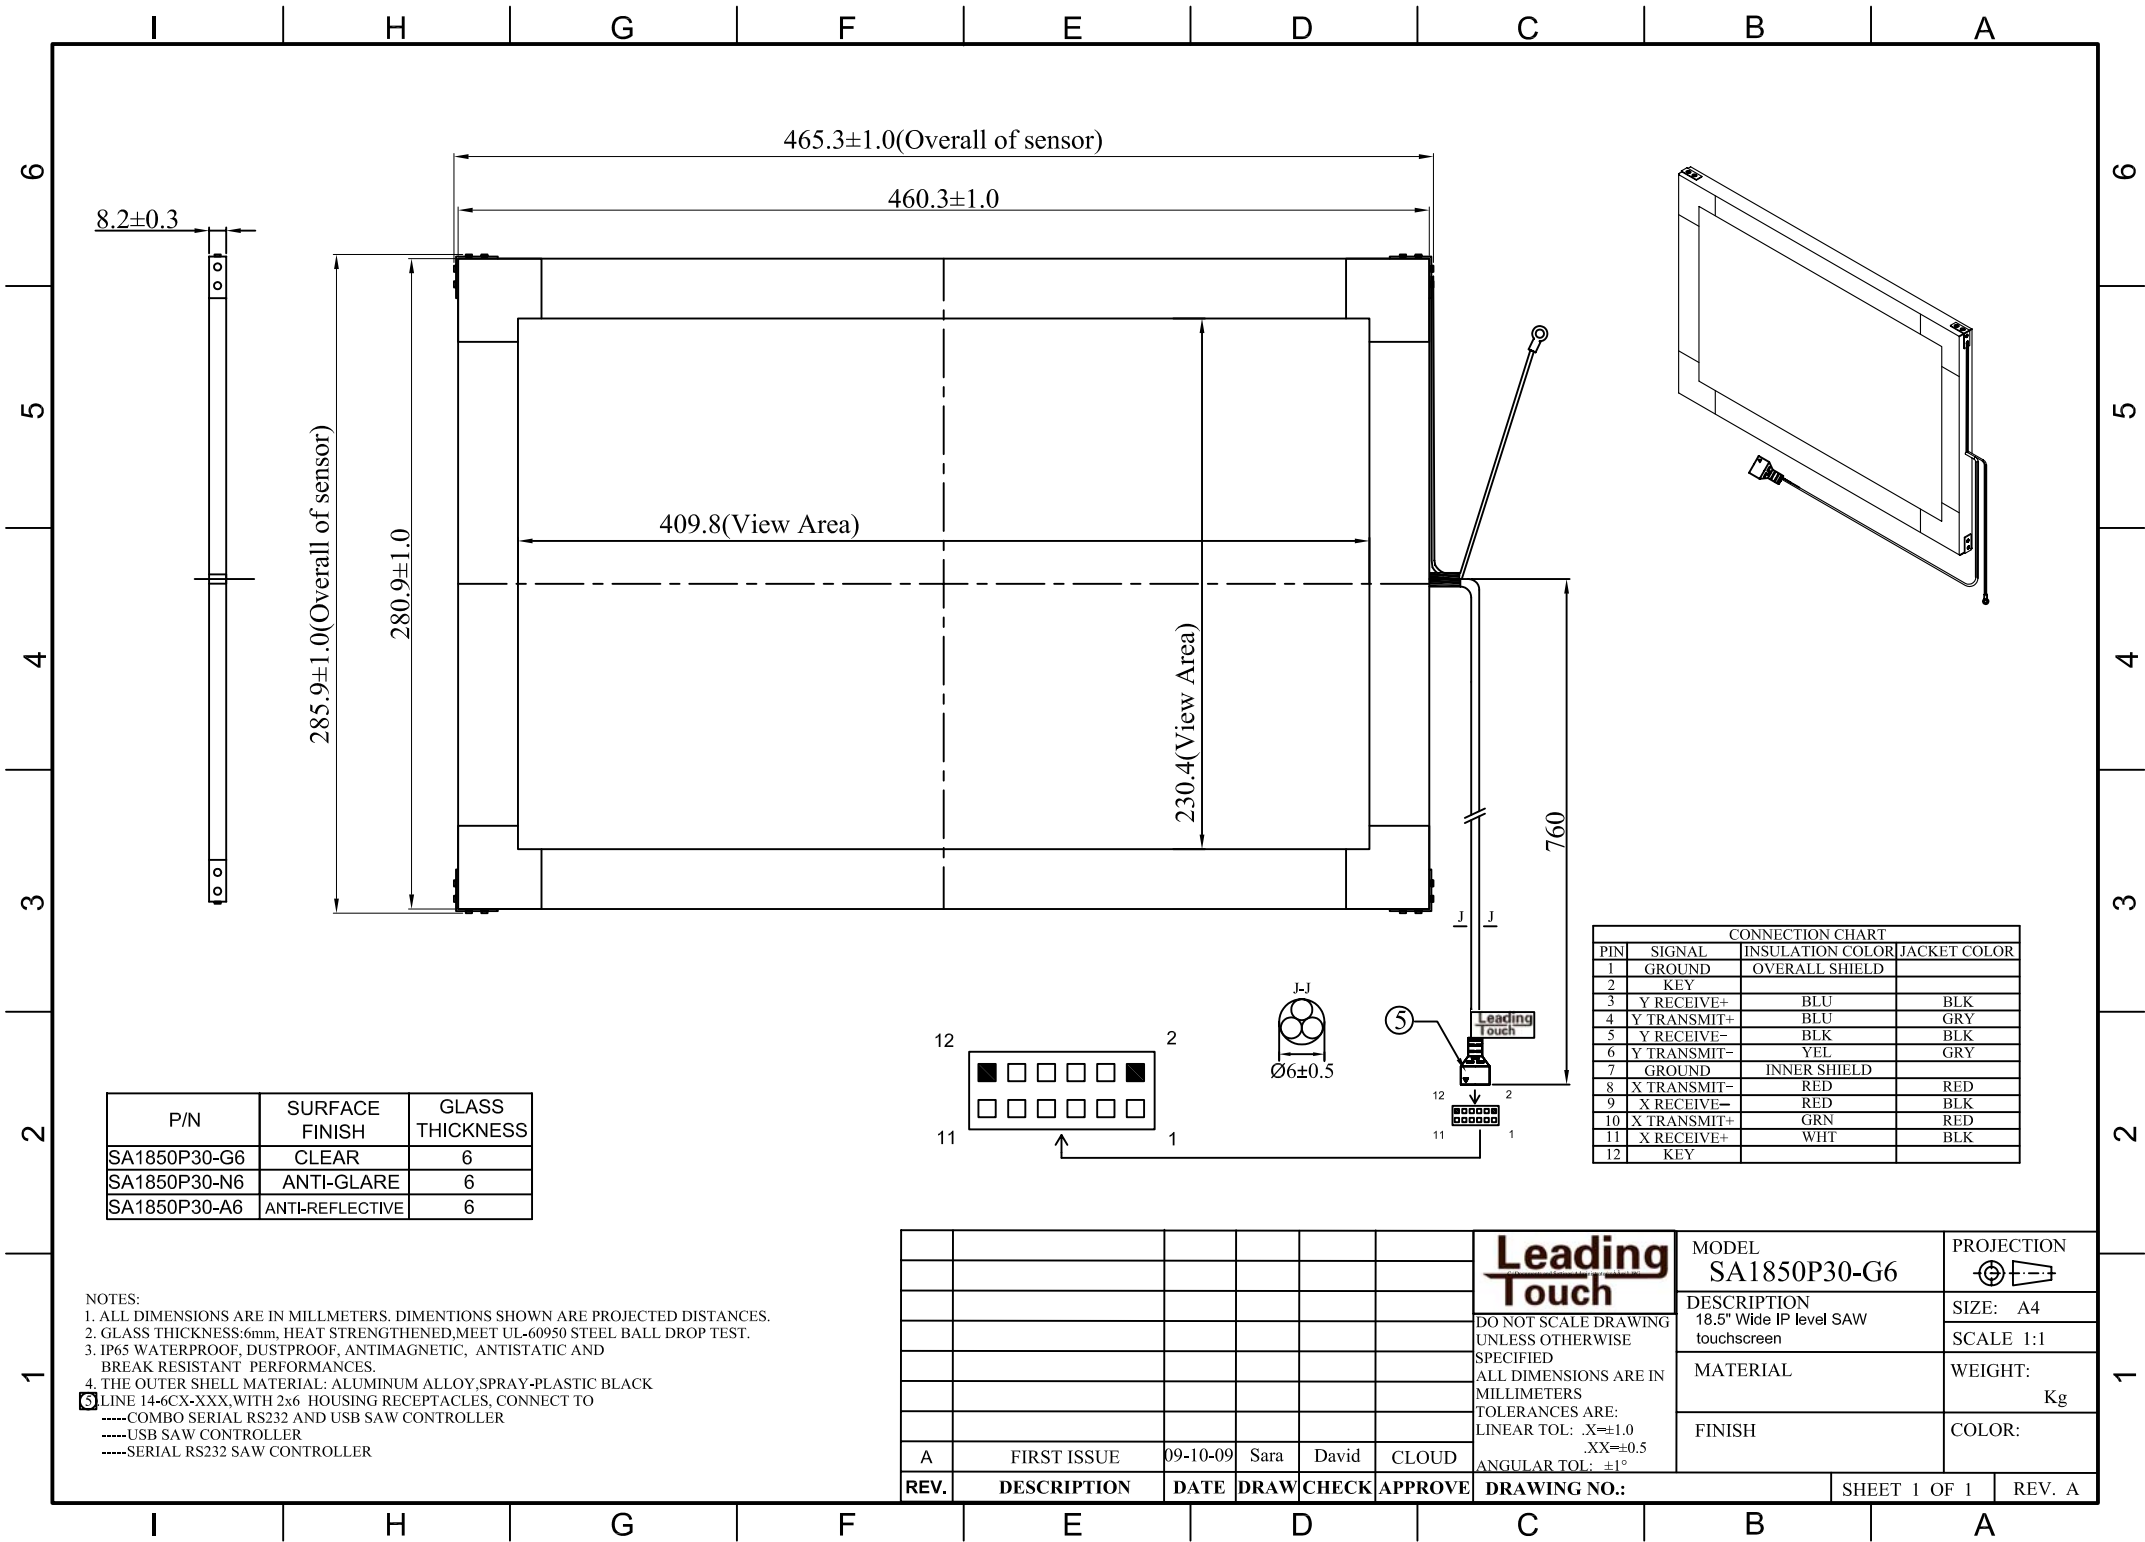 I H G F E D C B A
6 6
5 5
4 4
3 3
2 2
1 1
465.3±1.0(Overall of sensor)
460.3±1.0
8.2±0.3
285.9±1.0(Overall of sensor)
280.9±1.0
409.8(View Area)
230.4(View Area)
760
J J
J-J
Ø6±0.5
5
Leading
Touch
12 2
11 1
12 2
11 1
CONNECTION CHART
PIN SIGNAL INSULATION COLOR JACKET COLOR
1 GROUND OVERALL SHIELD
2 KEY
3 Y RECEIVE+ BLU BLK
4 Y TRANSMIT+ BLU GRY
5 Y RECEIVE- BLK BLK
6 Y TRANSMIT- YEL GRY
7 GROUND INNER SHIELD
8 X TRANSMIT- RED RED
9 X RECEIVE- RED BLK
10 X TRANSMIT+ GRN RED
11 X RECEIVE+ WHT BLK
12 KEY
P/N SURFACE FINISH GLASS THICKNESS
SA1850P30-G6 CLEAR 6
SA1850P30-N6 ANTI-GLARE 6
SA1850P30-A6 ANTI-REFLECTIVE 6
NOTES:
1. ALL DIMENSIONS ARE IN MILLMETERS. DIMENTIONS SHOWN ARE PROJECTED DISTANCES.
2. GLASS THICKNESS:6mm, HEAT STRENGTHENED,MEET UL-60950 STEEL BALL DROP TEST.
3. IP65 WATERPROOF, DUSTPROOF, ANTIMAGNETIC, ANTISTATIC AND
BREAK RESISTANT PERFORMANCES.
4. THE OUTER SHELL MATERIAL: ALUMINUM ALLOY,SPRAY-PLASTIC BLACK
5.LINE 14-6CX-XXX,WITH 2x6 HOUSING RECEPTACLES, CONNECT TO
-----COMBO SERIAL RS232 AND USB SAW CONTROLLER
-----USB SAW CONTROLLER
-----SERIAL RS232 SAW CONTROLLER
A FIRST ISSUE 09-10-09 Sara David CLOUD
REV. DESCRIPTION DATE DRAW CHECK APPROVE
Leading
Touch
DO NOT SCALE DRAWING
UNLESS OTHERWISE
SPECIFIED
ALL DIMENSIONS ARE IN
MILLIMETERS
TOLERANCES ARE:
LINEAR TOL: .X=±1.0
.XX=±0.5
ANGULAR TOL: ±1°
DRAWING NO.:
MODEL
SA1850P30-G6
DESCRIPTION
18.5" Wide IP level SAW
touchscreen
MATERIAL
FINISH
PROJECTION
SIZE: A4
SCALE 1:1
WEIGHT:
Kg
COLOR:
SHEET 1 OF 1
REV. A
I H G F E D C B A